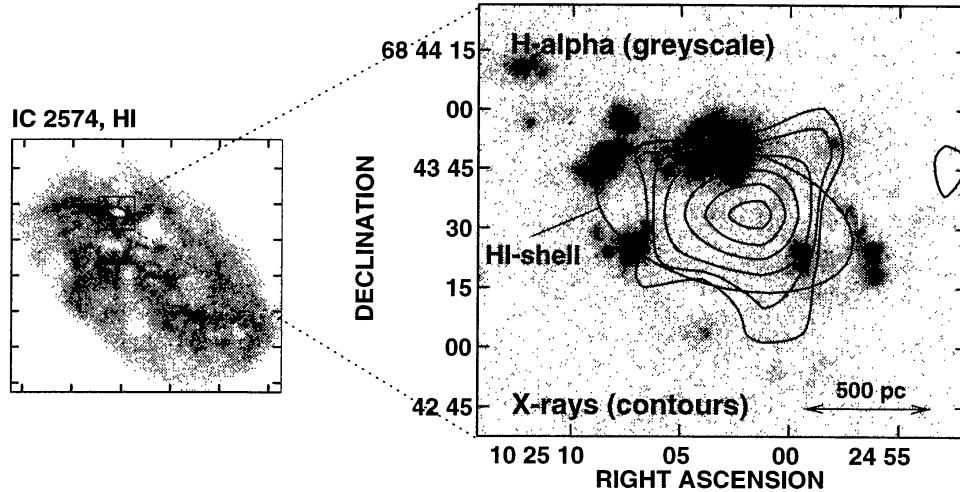 IC 2574, HI
H-alpha (greyscale)
68 44 15
00
43 45
30
15
00
42 45
DECLINATION
HI-shell
500 pc
X-rays (contours)
10 25 10
05
00
24 55
RIGHT ASCENSION